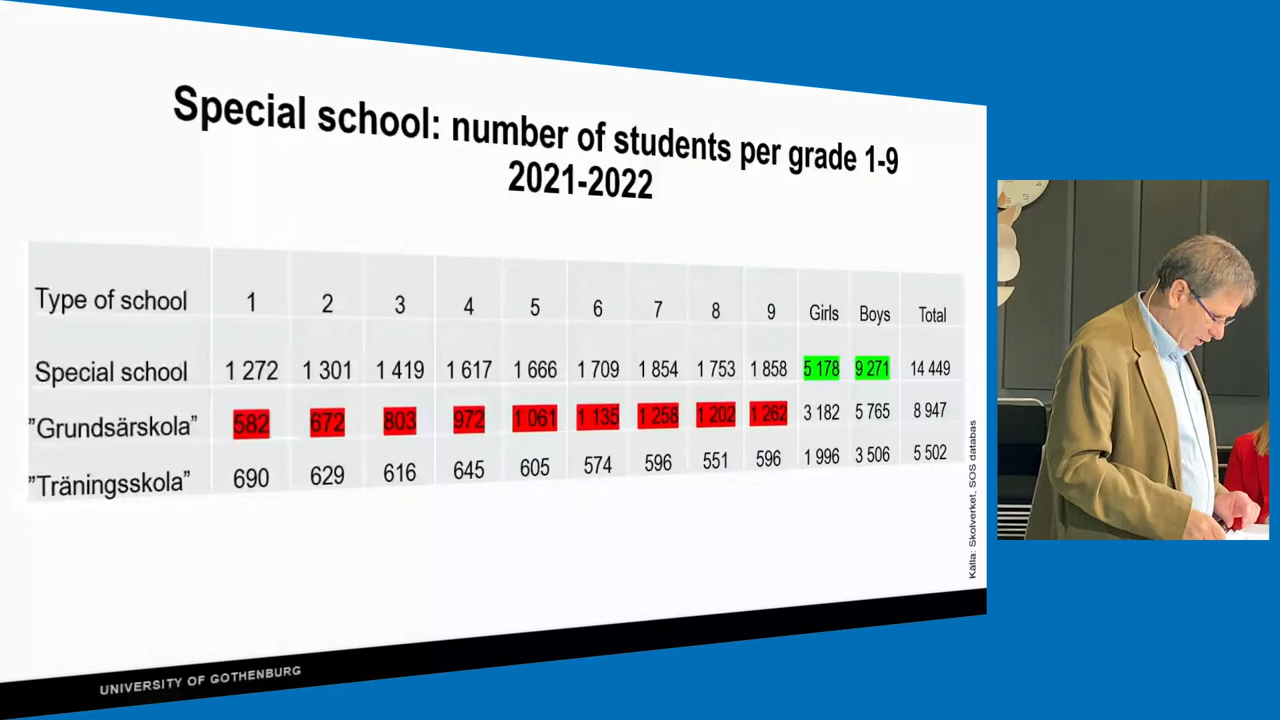 Special school: number of students per grade 1-9
2021-2022
Type of school 1 2 3 4 5 6 7 8 9 Girls Boys Total
Special school 1 272 1 301 1 419 1 617 1 666 1 709 1 854 1 753 1 858 5 178 9 271 14 449
”Grundsärskola” 582 672 803 972 1 061 1 135 1 258 1 202 1 262 3 182 5 765 8 947
”Träningsskola” 690 629 616 645 605 574 596 551 596 1 996 3 506 5 502
Källa: Skolverket, SOS databas
UNIVERSITY OF GOTHENBURG